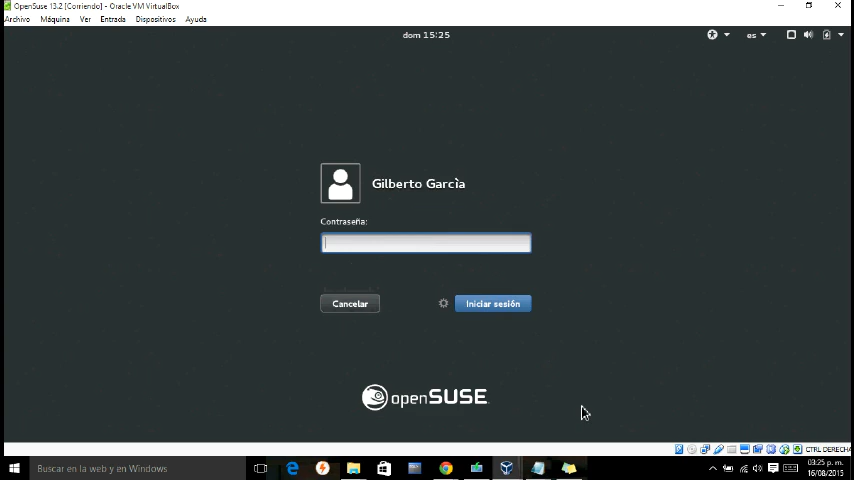 OpenSuse 13.2 [Corriendo] - Oracle VM VirtualBox
Archivo Máquina Ver Entrada Dispositivos Ayuda
dom 15:25
es
Gilberto Garcìa
Contraseña:
Cancelar
Iniciar sesión
openSUSE
CTRL DERECHA
Buscar en la web y en Windows
03:25 p. m.
16/08/2015